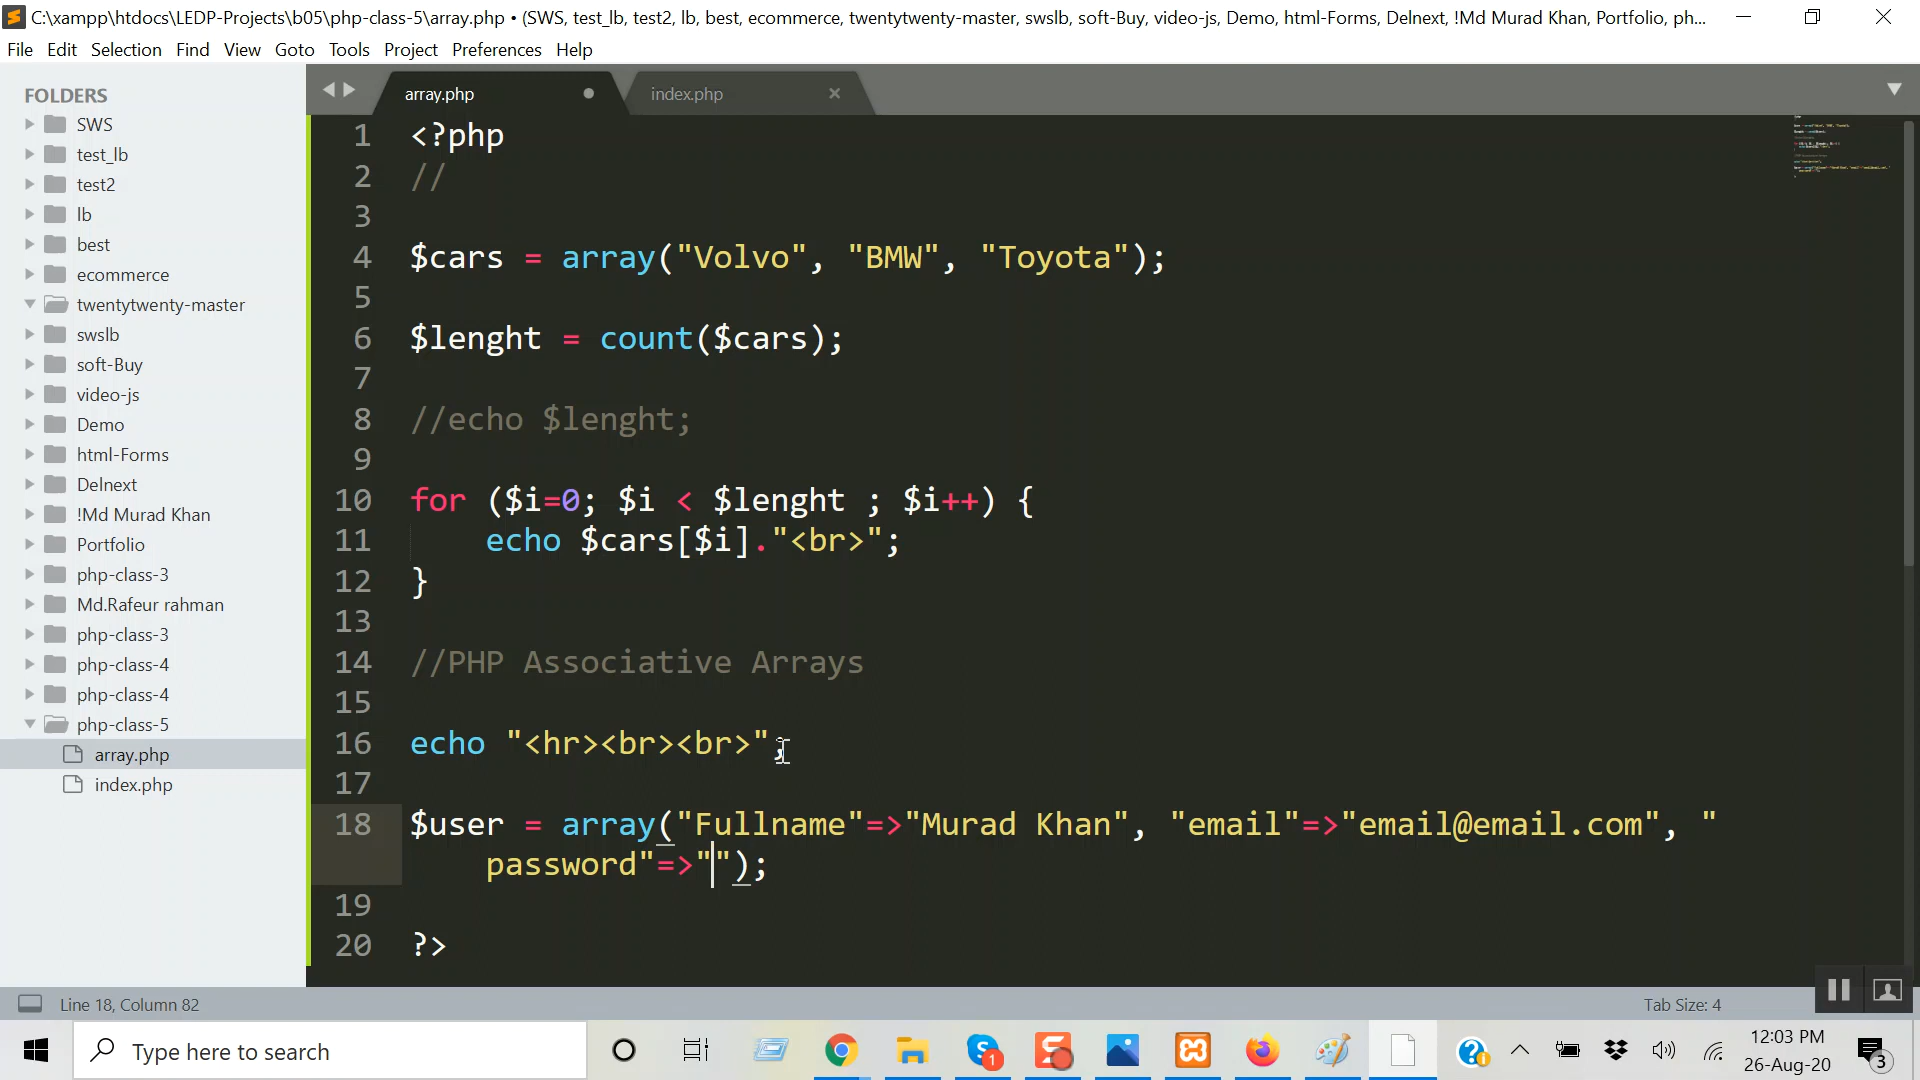 C:\xampp\htdocs\LEDP-Projects\b05\php-class-5\array.php • (SWS, test_lb, test2, lb, best, ecommerce, twentytwenty-master, swslb, soft-Buy, video-js, Demo, html-Forms, Delnext, !Md Murad Khan, Portfolio, ph...
File Edit Selection Find View Goto Tools Project Preferences Help
FOLDERS
SWS
test_lb
test2
lb
best
ecommerce
twentytwenty-master
swslb
soft-Buy
video-js
Demo
html-Forms
Delnext
!Md Murad Khan
Portfolio
php-class-3
Md.Rafeur rahman
php-class-3
php-class-4
php-class-4
php-class-5
array.php
index.php
array.php index.php
1 <?php
2 //
3
4 $cars = array("Volvo", "BMW", "Toyota");
5
6 $lenght = count($cars);
7
8 //echo $lenght;
9
10 for ($i=0; $i < $lenght ; $i++) {
11 echo $cars[$i]."<br>";
12 }
13
14 //PHP Associative Arrays
15
16 echo "<hr><br><br>";
17
18 $user = array("Fullname"=>"Murad Khan", "email"=>"email@email.com", "
password"=>"");
19
20 ?>
Line 18, Column 82
Tab Size: 4
Type here to search
1
12:03 PM
26-Aug-20
3